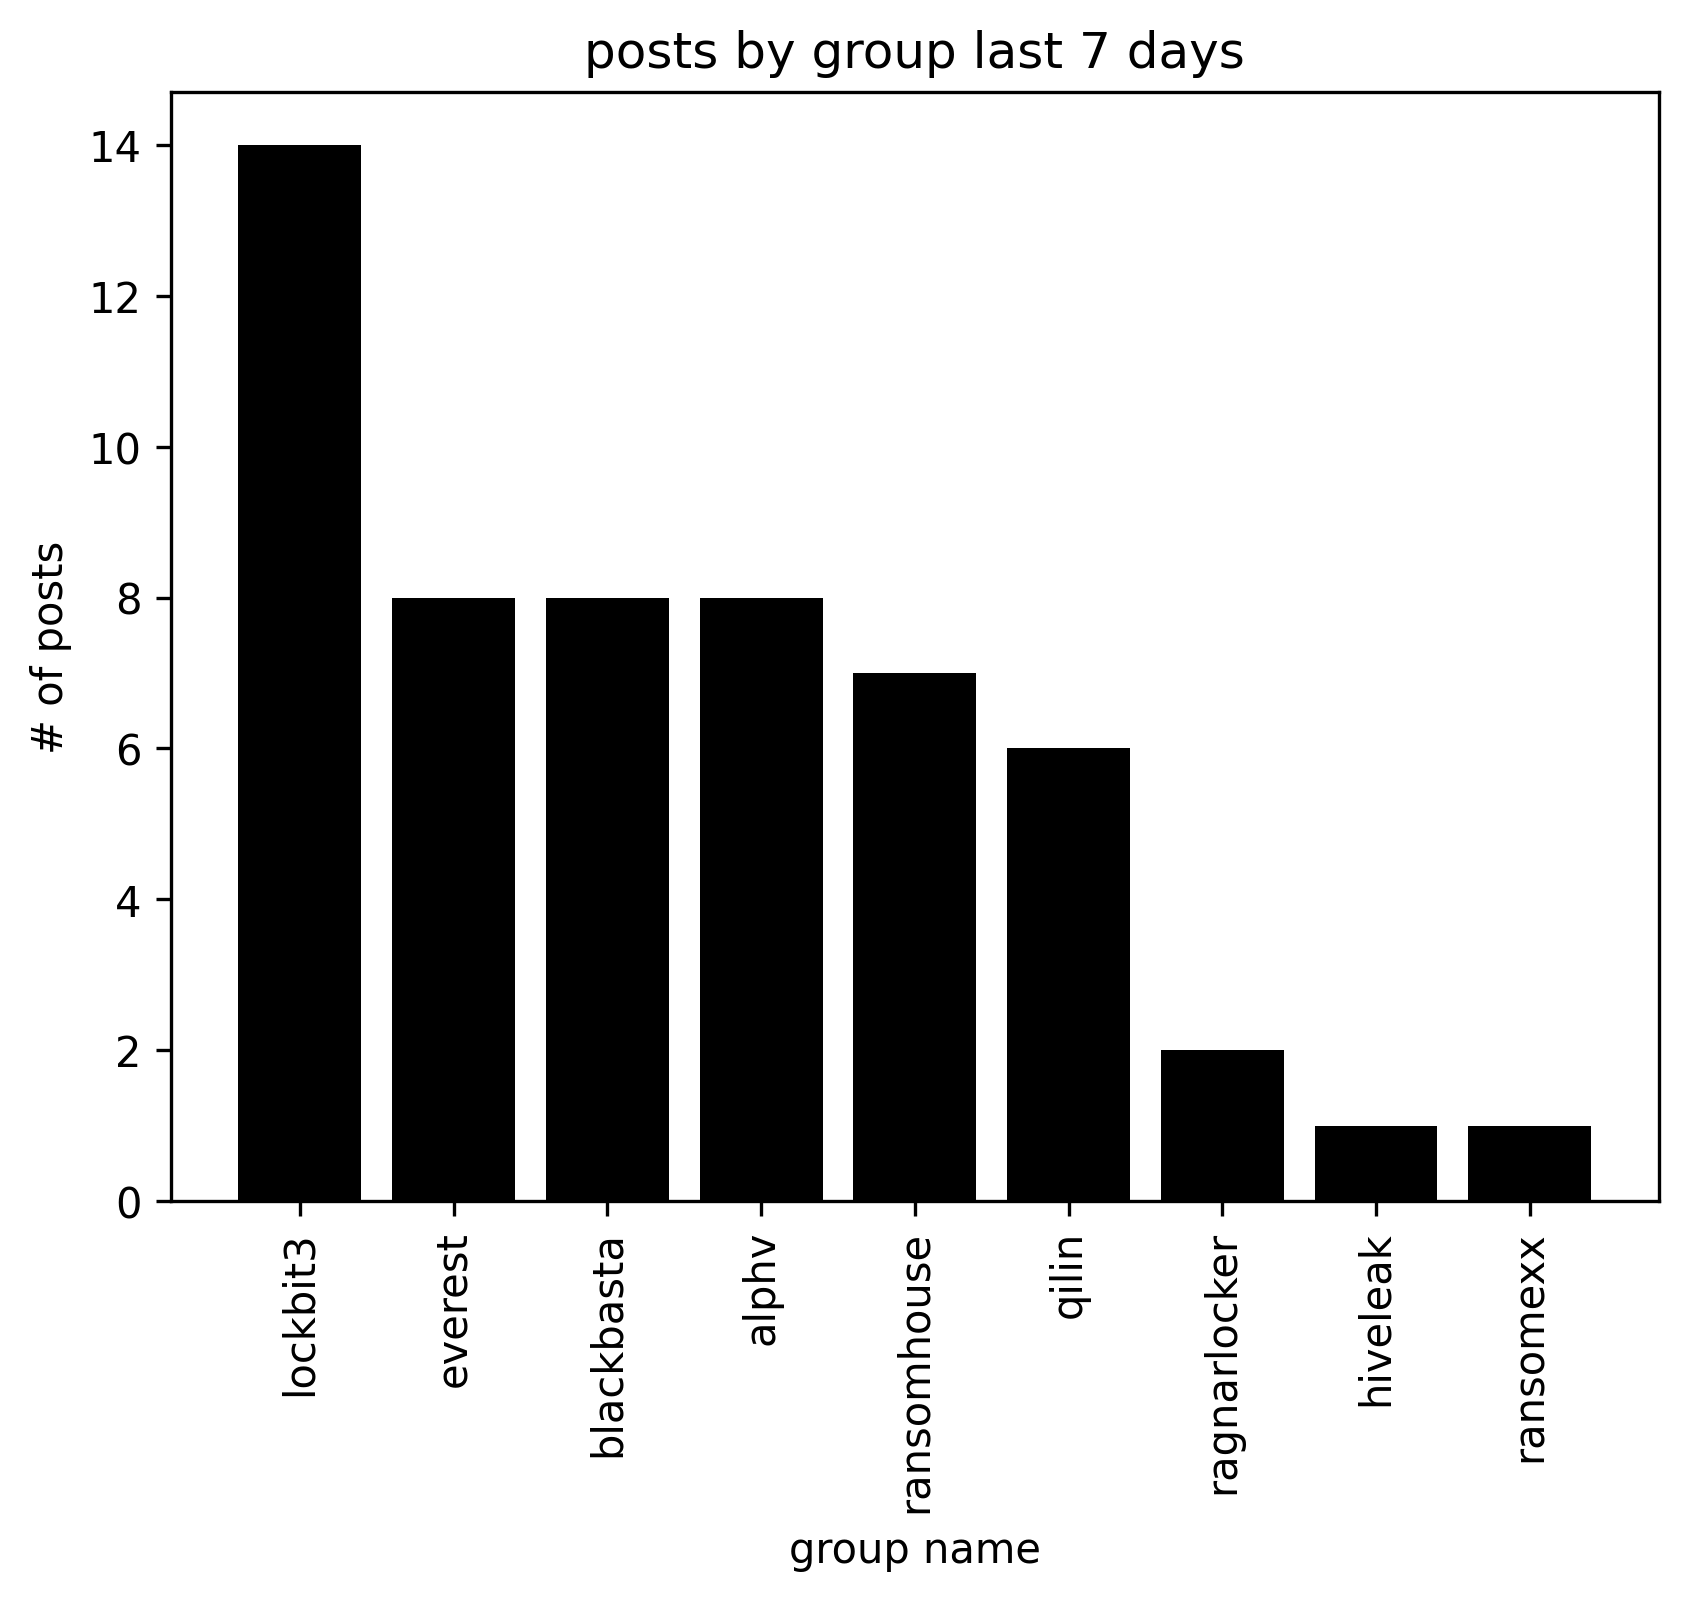 posts by group last 7 days
# of posts
14
12
10
8
6
4
2
0
lockbit3
everest
blackbasta
alphv
ransomhouse
qilin
ragnarlocker
hiveleak
ransomexx
group name